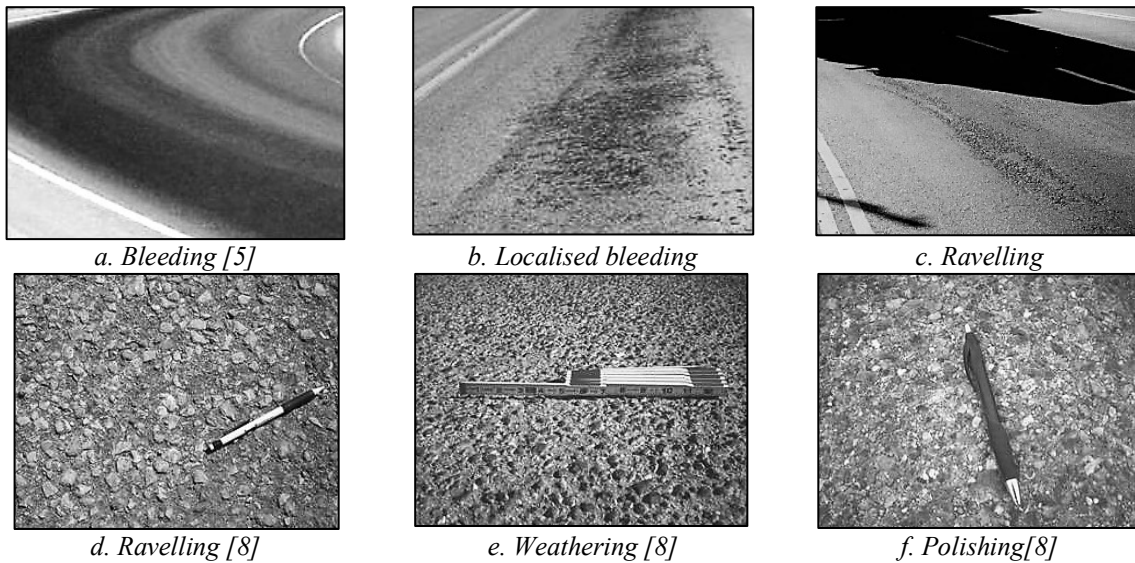 a. Bleeding [5]
b. Localised bleeding
c. Ravelling
d. Ravelling [8]
e. Weathering [8]
f. Polishing[8]